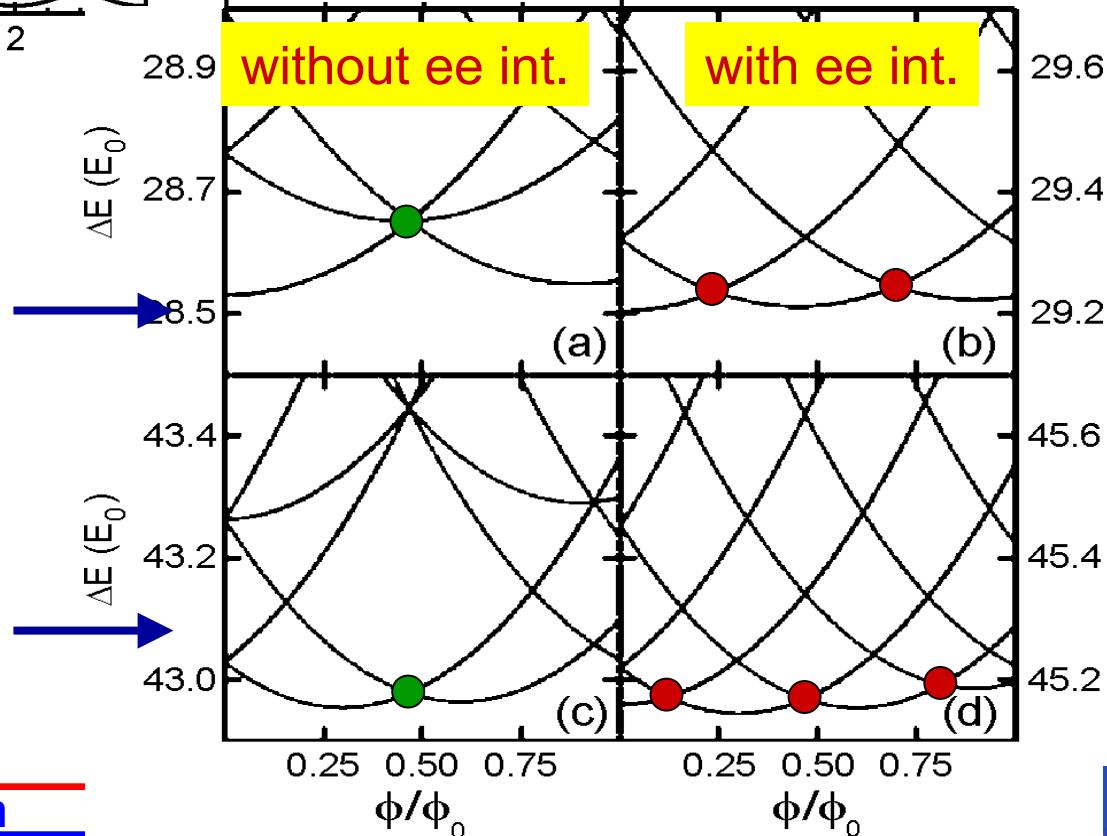 2
without ee int.
with ee int.
28.9
28.7
28.5
ΔE (E₀)
29.6
29.4
29.2
(a)
(b)
43.4
43.2
43.0
ΔE (E₀)
45.6
45.4
45.2
(c)
(d)
0.25 0.50 0.75
0.25 0.50 0.75
ϕ/ϕ₀
ϕ/ϕ₀